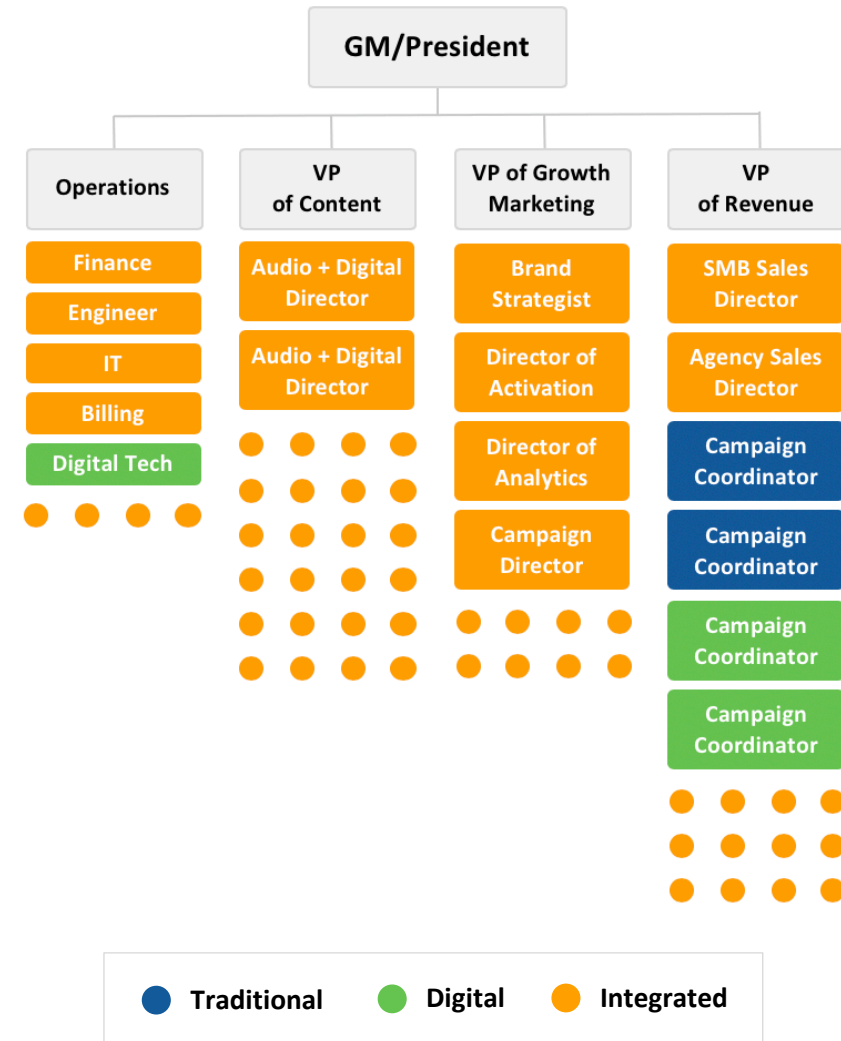 GM/President
Operations
VP
of Content
VP of Growth
Marketing
VP
of Revenue
Finance
Engineer
IT
Billing
Digital Tech
Audio + Digital
Director
Audio + Digital
Director
Brand
Strategist
Director of
Activation
Director of
Analytics
Campaign
Director
SMB Sales
Director
Agency Sales
Director
Campaign
Coordinator
Campaign
Coordinator
Campaign
Coordinator
Campaign
Coordinator
Traditional
Digital
Integrated